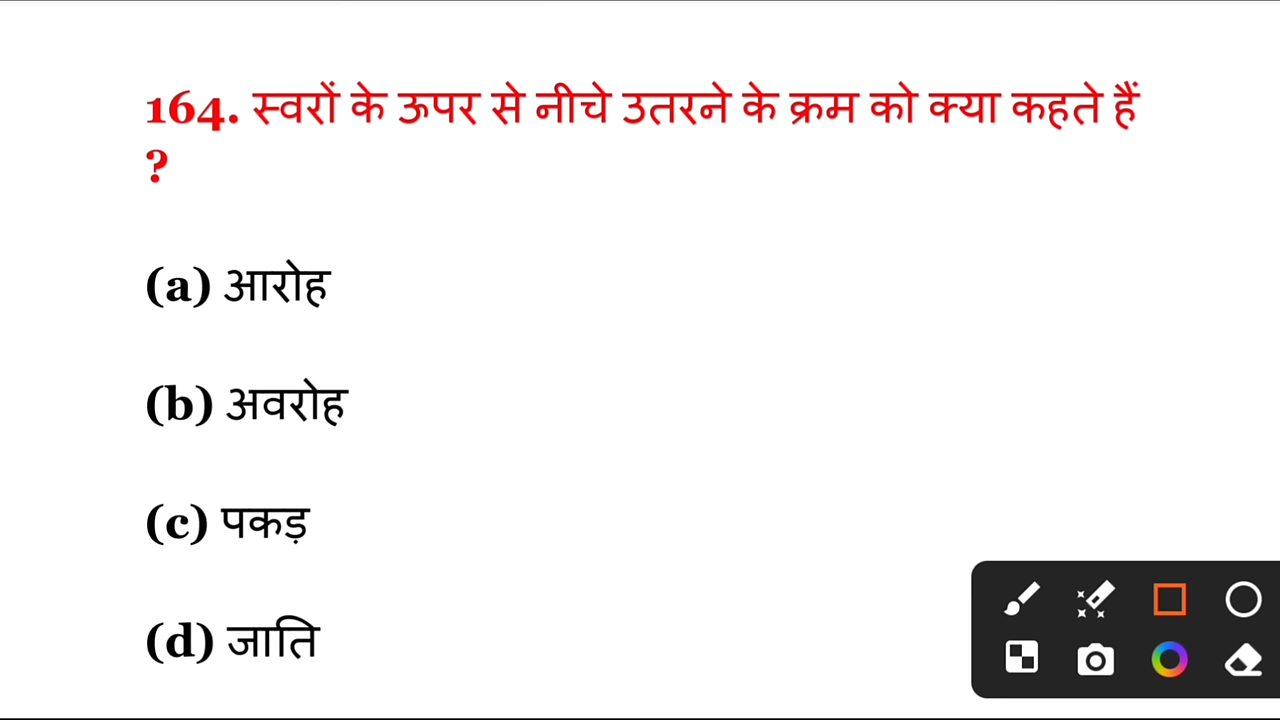 164. स्वरों के ऊपर से नीचे उतरने के क्रम को क्या कहते हैं
?
(a) आरोह
(b) अवरोह
(c) पकड़
(d) जाति